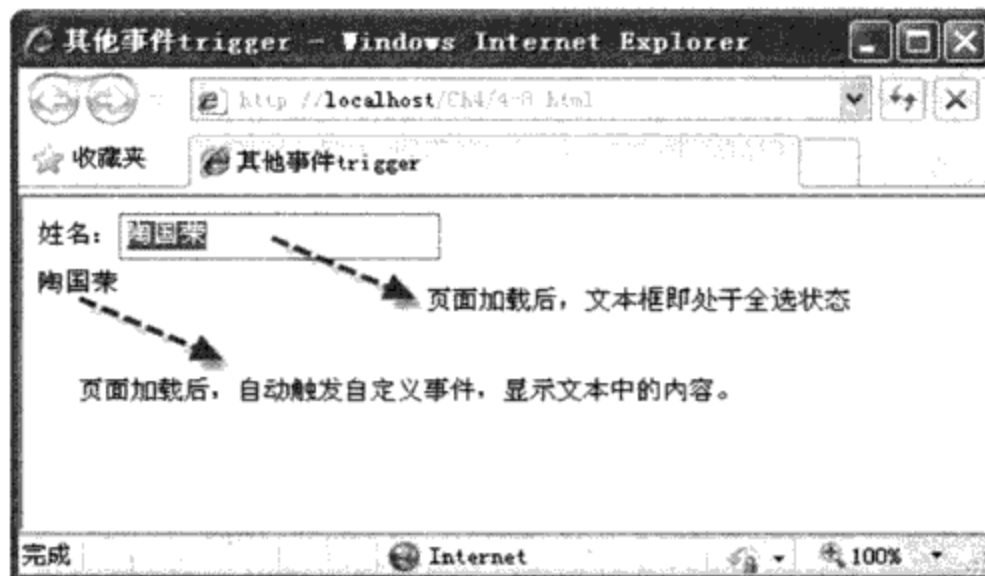 其他事件trigger - Windows Internet Explorer
http //localhost/Ch4/4-8 html
收藏夹
其他事件trigger
姓名： 陶国荣
陶国荣
页面加载后，文本框即处于全选状态
页面加载后，自动触发自定义事件，显示文本中的内容。
完成 Internet 100%